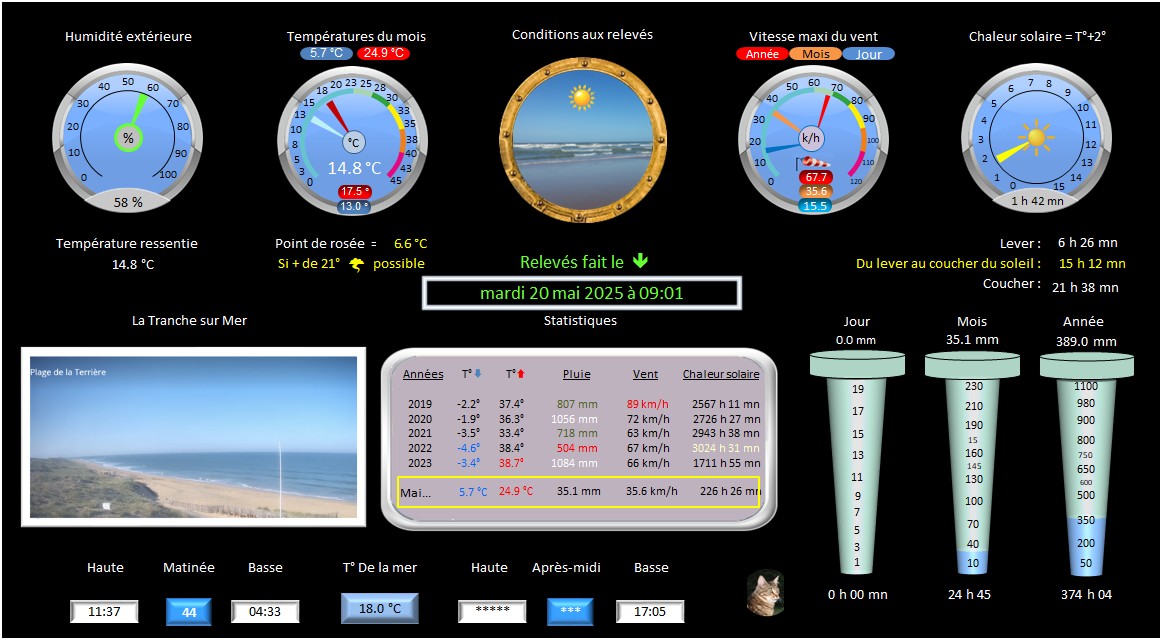 Humidité extérieure
Températures du mois
Conditions aux relevés
Vitesse maxi du vent
Chaleur solaire = T°+2°
5.7 °C 24.9 °C
Année Mois Jour
0 10 20 30 40 50 60 70 80 90 100
%
58 %
0 3 5 8 10 13 15 18 20 23 25 28 30 33 35 38 40 43 45
°C
14.8 °C
17.5 °
13.0 °
0 10 20 30 40 50 60 70 80 90 100 110 120
k/h
67.7
35.6
15.5
0 1 2 3 4 5 6 7 8 9 10 11 12 13 14 15
1 h 42 mn
Température ressentie
14.8 °C
Point de rosée = 6.6 °C
Si + de 21° possible
Relevés fait le
mardi 20 mai 2025 à 09:01
Lever : 6 h 26 mn
Du lever au coucher du soleil : 15 h 12 mn
Coucher : 21 h 38 mn
La Tranche sur Mer
Plage de la Terrière
Statistiques
Années T° T° Pluie Vent Chaleur solaire
2019 -2.2° 37.4° 807 mm 89 km/h 2567 h 11 mn
2020 -1.9° 36.3° 1056 mm 72 km/h 2726 h 27 mn
2021 -3.5° 33.4° 718 mm 63 km/h 2943 h 38 mn
2022 -4.6° 38.4° 504 mm 67 km/h 3024 h 31 mn
2023 -3.4° 38.7° 1084 mm 66 km/h 1711 h 55 mn
Mai... 5.7 °C 24.9 °C 35.1 mm 35.6 km/h 226 h 26 mn
Jour
0.0 mm
19
17
15
13
11
9
7
5
3
1
0 h 00 mn
Mois
35.1 mm
230
210
190
15
160
145
130
100
70
40
10
24 h 45
Année
389.0 mm
1100
980
900
800
750
650
600
500
350
200
50
374 h 04
Haute Matinée Basse
11:37 44 04:33
T° De la mer
18.0 °C
Haute Après-midi Basse
***** *** 17:05